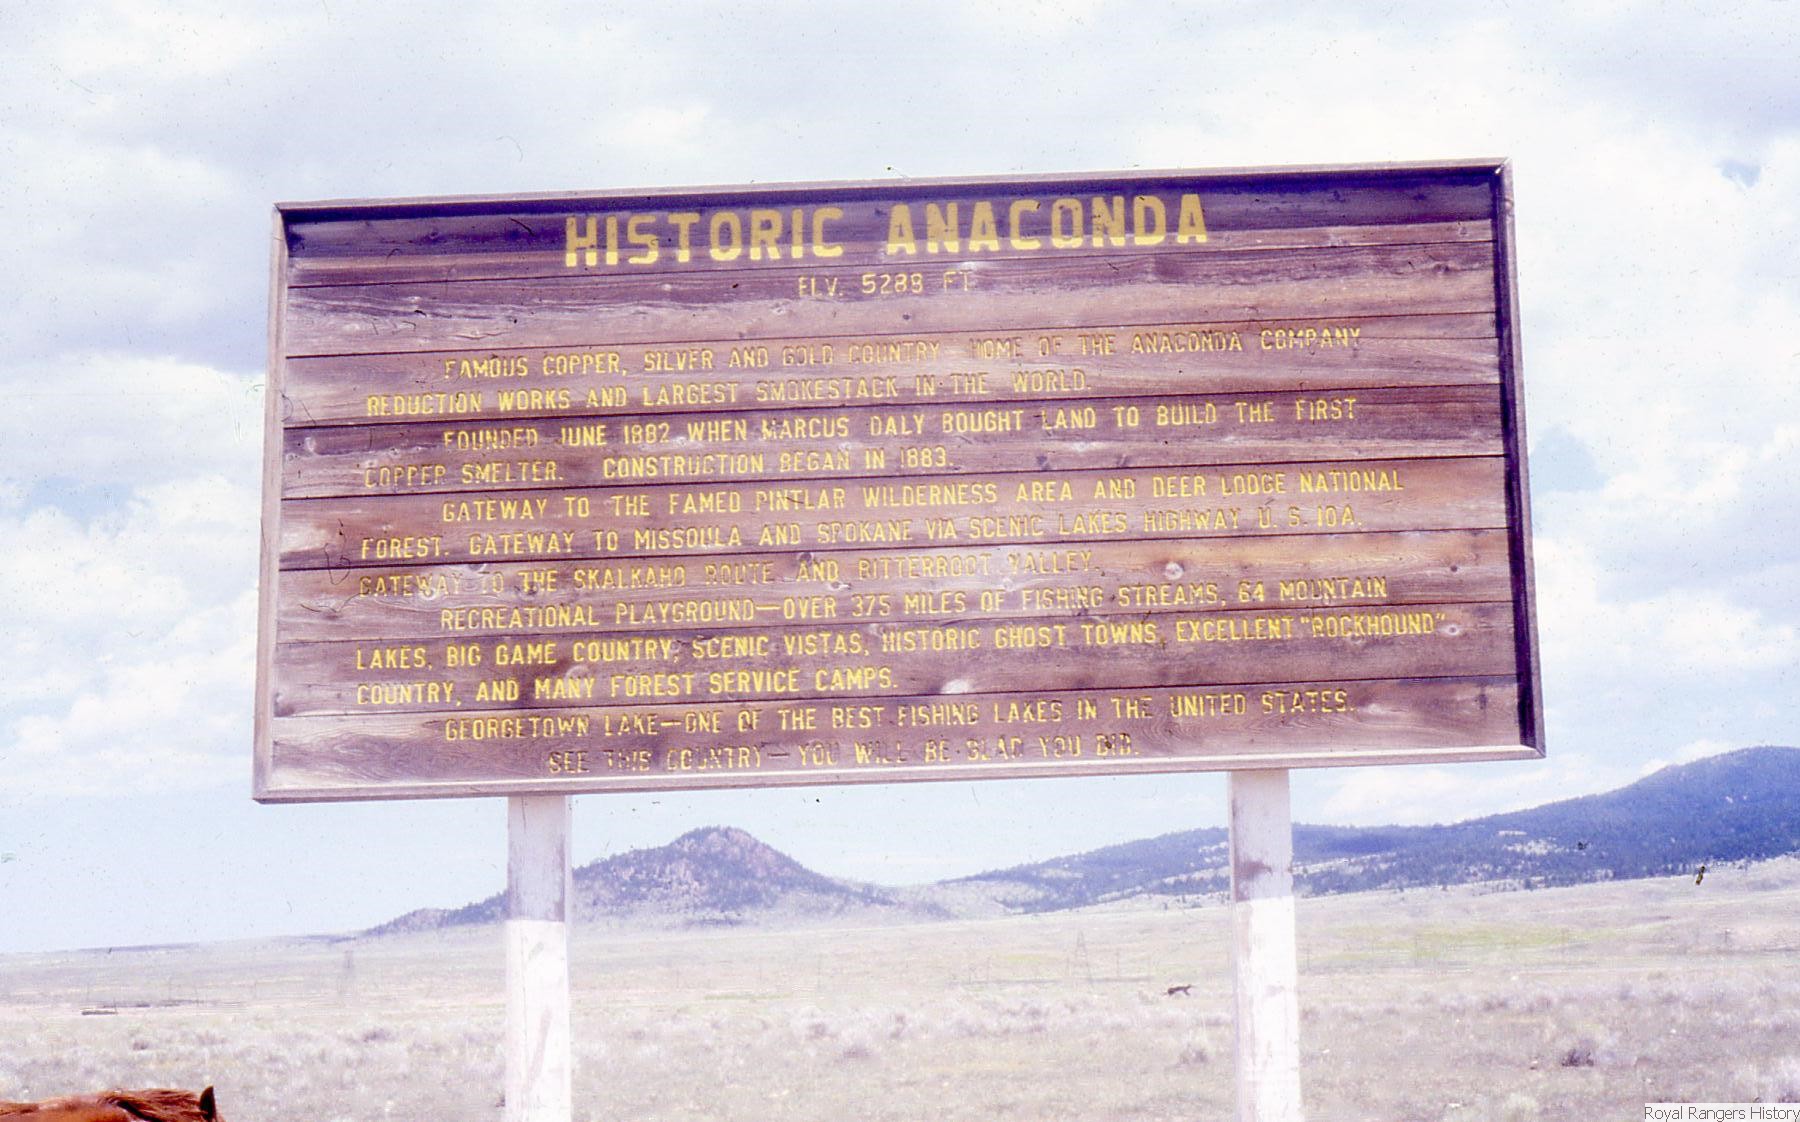 HISTORIC ANACONDA
ELV. 5289 FT
FAMOUS COPPER, SILVER AND GOLD COUNTRY HOME OF THE ANACONDA COMPANY
REDUCTION WORKS AND LARGEST SMOKESTACK IN THE WORLD.
FOUNDED JUNE 1882 WHEN MARCUS DALY BOUGHT LAND TO BUILD THE FIRST
COPPER SMELTER. CONSTRUCTION BEGAN IN 1883.
GATEWAY TO THE FAMED PINTLAR WILDERNESS AREA AND DEER LODGE NATIONAL
FOREST. GATEWAY TO MISSOULA AND SPOKANE VIA SCENIC LAKES HIGHWAY U.S. 10A.
GATEWAY TO THE SKALKAHO ROUTE AND BITTERROOT VALLEY.
RECREATIONAL PLAYGROUND—OVER 375 MILES OF FISHING STREAMS, 64 MOUNTAIN
LAKES, BIG GAME COUNTRY, SCENIC VISTAS, HISTORIC GHOST TOWNS, EXCELLENT "ROCKHOUND"
COUNTRY, AND MANY FOREST SERVICE CAMPS.
GEORGETOWN LAKE—ONE OF THE BEST FISHING LAKES IN THE UNITED STATES.
SEE THIS COUNTRY—YOU WILL BE GLAD YOU DID.
Royal Rangers History